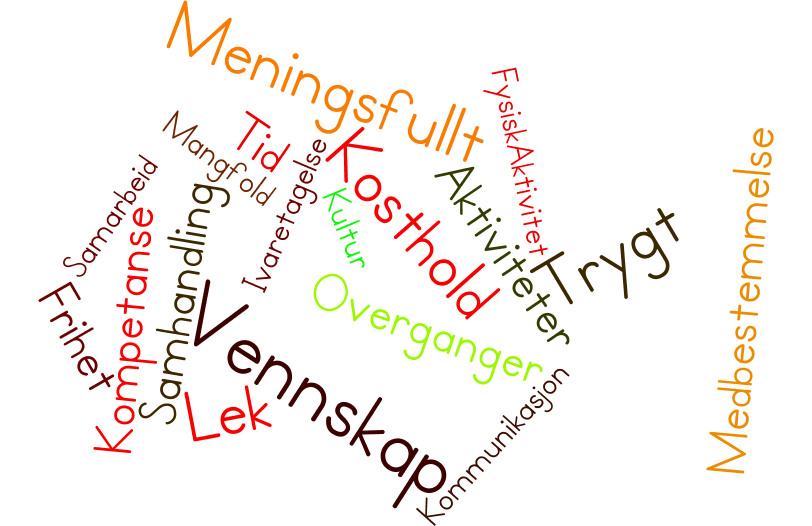 Meningsfullt
FysiskAktivitet
Tid
Mangfold
Kosthold
Medbestemmelse
Ivaretagelse
Samarbeid
Aktiviteter
Kultur
Samhandling
Kompetanse
Trygt
Overganger
Frihet
Vennskap
Lek
Kommunikasjon